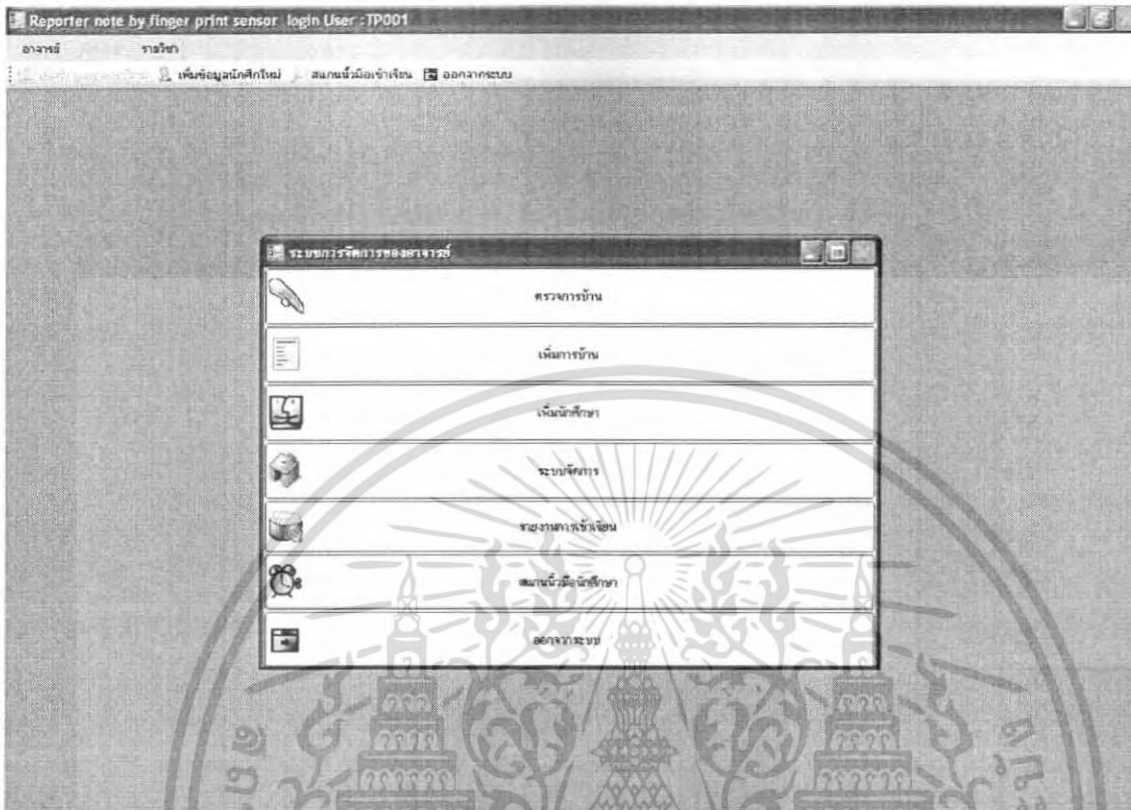 Reporter note by finger print sensor login User :TP001
อาจารย์ รายวิชา
เพิ่มข้อมูลนักศึกใหม่ สแกนนิ้วมือเข้าเรียน ออกจากระบบ
ระบบการจัดการของอาจารย์
ตรวจการบ้าน
เพิ่มการบ้าน
เพิ่มนักศึกษา
ระบบจัดการ
รายงานการเข้าเรียน
สแกนนิ้วมือนักศึกษา
ออกจากระบบ